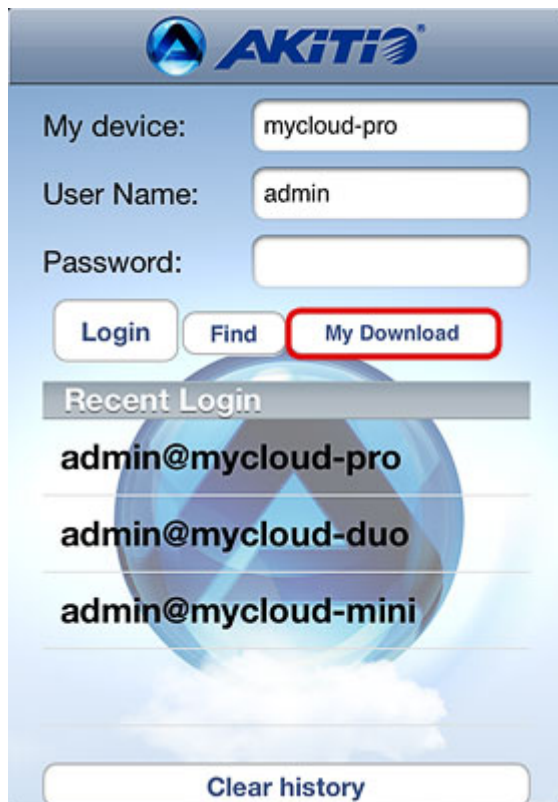 AKiTiO®
My device: mycloud-pro
User Name: admin
Password:
Login Find My Download
Recent Login
admin@mycloud-pro
admin@mycloud-duo
admin@mycloud-mini
Clear history